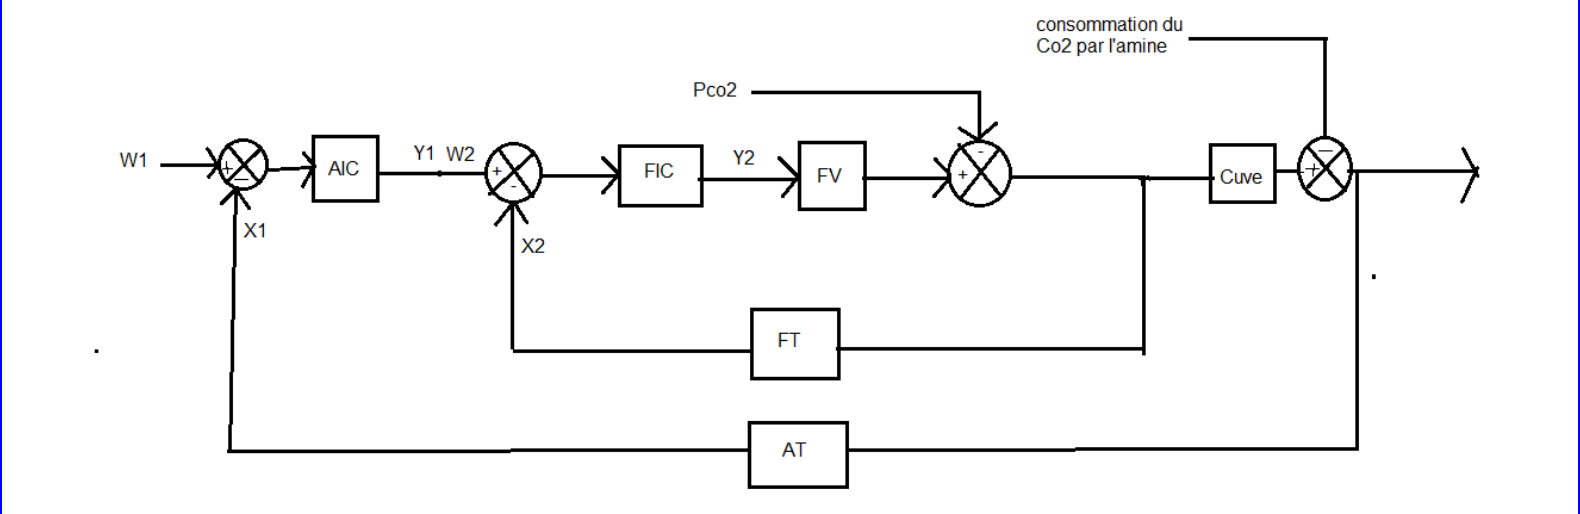 consommation du
Co2 par l'amine
Pco2
W1
+
−
AIC
Y1 W2
+
-
FIC
Y2
FV
-
+
Cuve
−
+
X1
X2
FT
AT